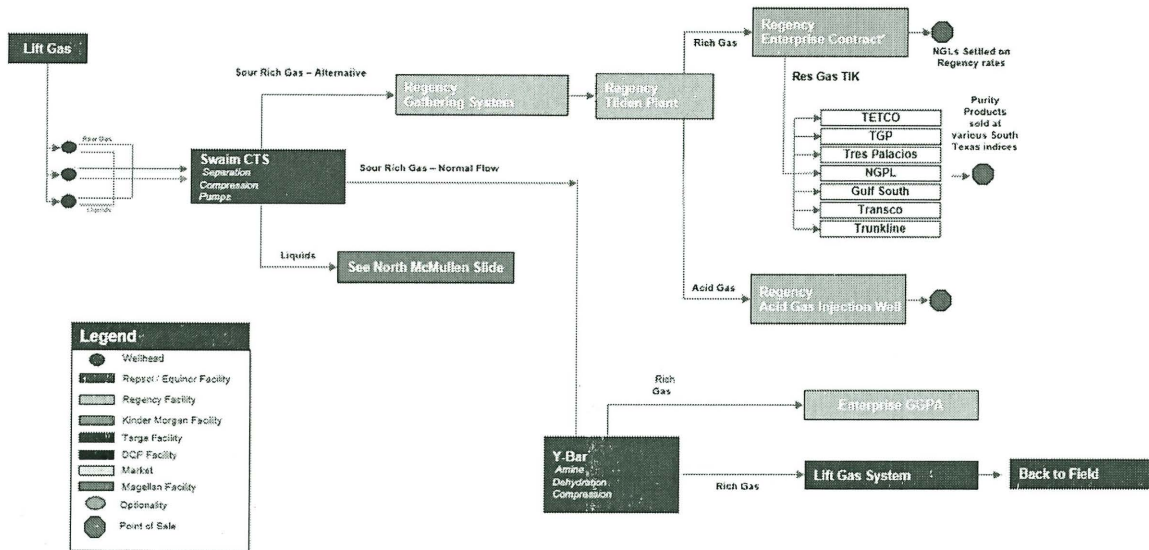 Lift Gas
Raw Gas
Liquids
Swaim CTS
Separation
Compression
Pumps
Sour Rich Gas – Alternative
Sour Rich Gas – Normal Flow
Liquids
See North McMullen Slide
Regency
Gathering System
Regency
Tilden Plant
Rich Gas
Regency
Enterprise Contract'
NGLs Settled on
Regency rates
Res Gas TIK
TETCO
TGP
Tres Palacios
NGPL
Gulf South
Transco
Trunkline
Purity
Products
sold at
various South
Texas indices
Acid Gas
Regency
Acid Gas Injection Well
Rich
Gas
Enterprise GGPA
Y-Bar
Amine
Dehydration
Compression
Rich Gas
Lift Gas System
Back to Field
Legend
Wellhead
Repsol / Equinor Facility
Regency Facility
Kinder Morgan Facility
Targa Facility
DCP Facility
Market
Magellan Facility
Optionality
Point of Sale